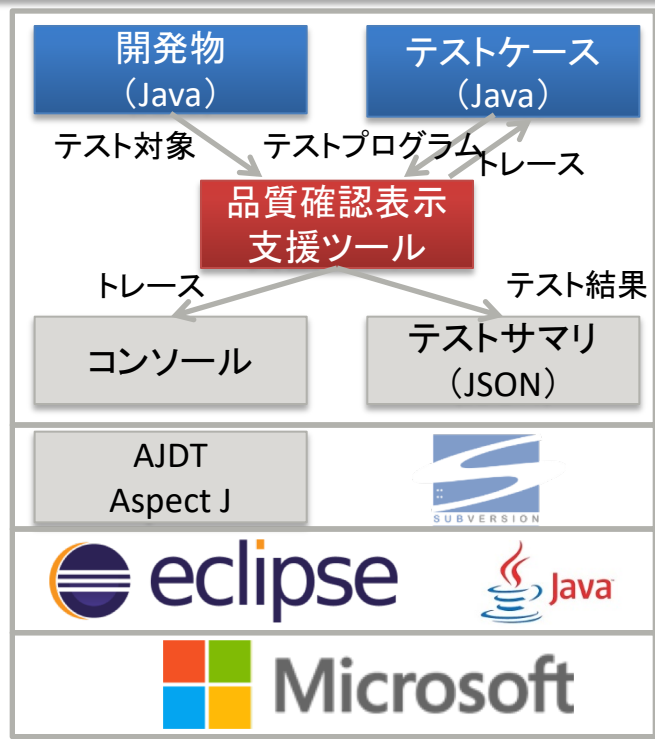 開発物
（Java）
テストケース
（Java）
テスト対象
テストプログラム
トレース
品質確認表示
支援ツール
トレース
テスト結果
コンソール
テストサマリ
（JSON）
AJDT
Aspect J
SUBVERSION
eclipse
Java
Microsoft